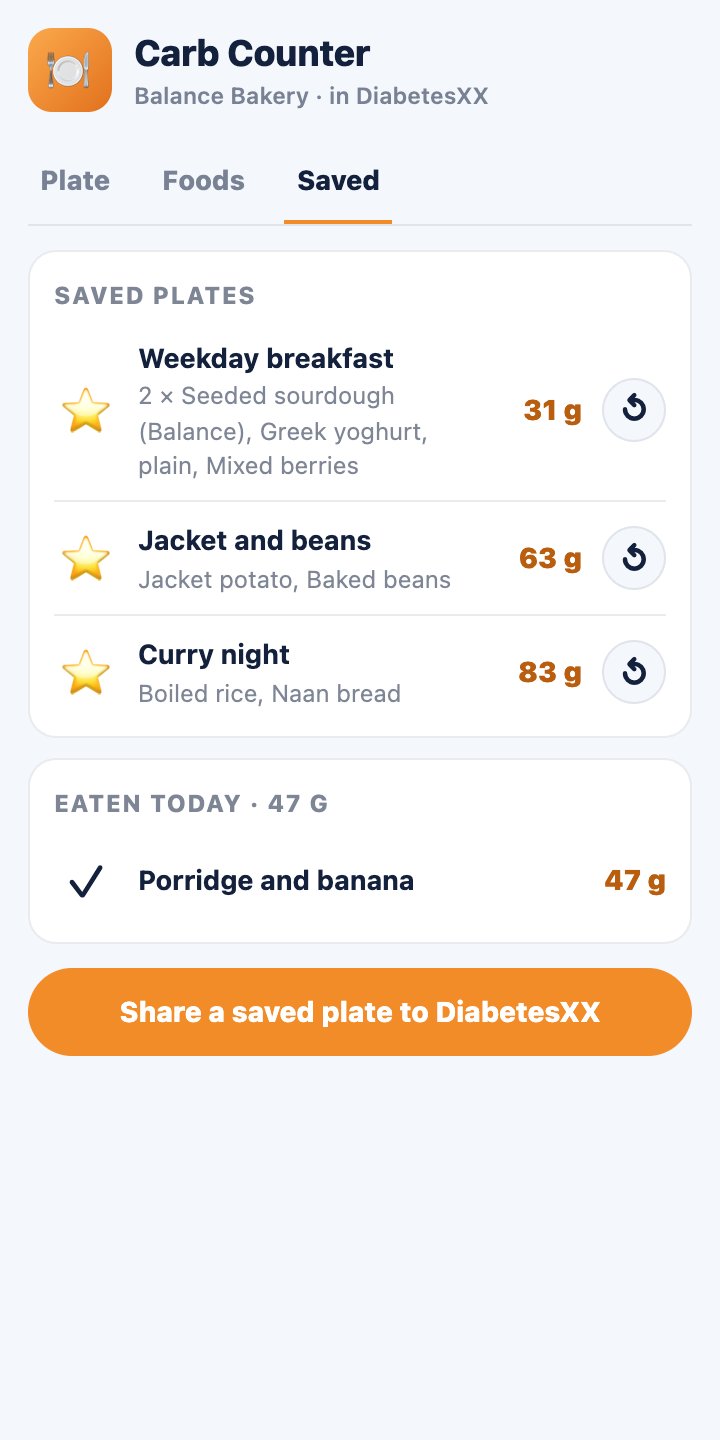 Carb Counter
Balance Bakery · in DiabetesXX
Plate
Foods
Saved
SAVED PLATES
Weekday breakfast
2 × Seeded sourdough
(Balance), Greek yoghurt,
plain, Mixed berries
31 g
Jacket and beans
Jacket potato, Baked beans
63 g
Curry night
Boiled rice, Naan bread
83 g
EATEN TODAY · 47 G
Porridge and banana
47 g
Share a saved plate to DiabetesXX